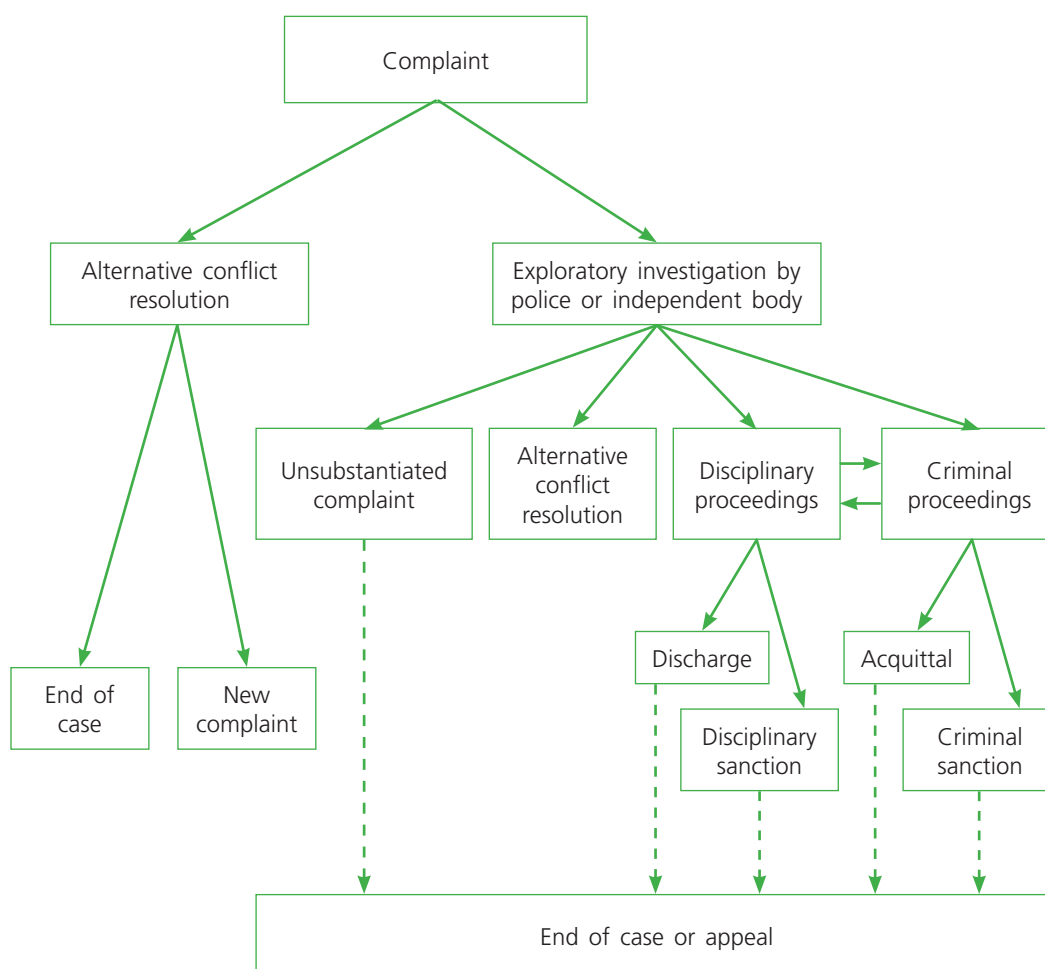 Complaint
Alternative conflict
resolution
Exploratory investigation by
police or independent body
Unsubstantiated
complaint
Alternative
conflict
resolution
Disciplinary
proceedings
Criminal
proceedings
End of
case
New
complaint
Discharge
Disciplinary
sanction
Acquittal
Criminal
sanction
End of case or appeal